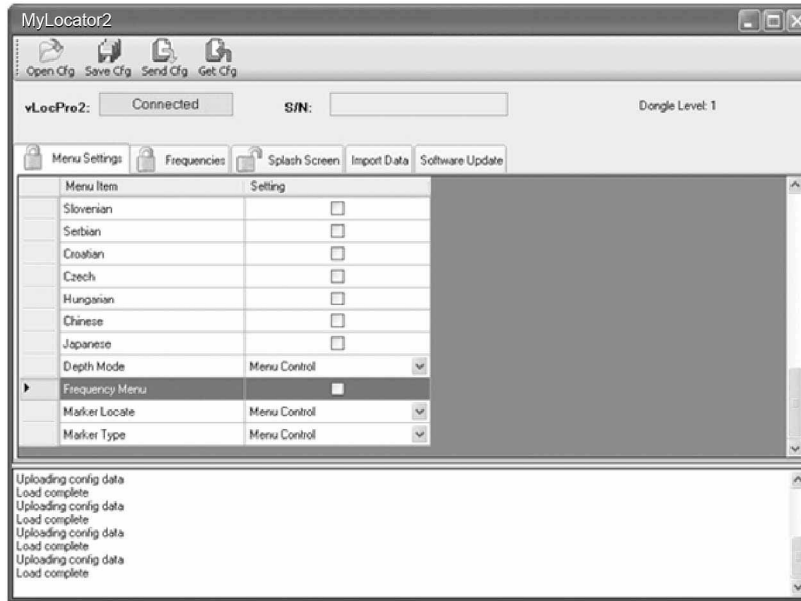 MyLocator2
Open Cfg Save Cfg Send Cfg Get Cfg
vLocPro2: Connected S/N: Dongle Level: 1
Menu Settings Frequencies Splash Screen Import Data Software Update
Menu Item Setting
Slovenian
Serbian
Croatian
Czech
Hungarian
Chinese
Japanese
Depth Mode Menu Control
Frequency Menu
Marker Locate Menu Control
Marker Type Menu Control
Uploading config data
Load complete
Uploading config data
Load complete
Uploading config data
Load complete
Uploading config data
Load complete